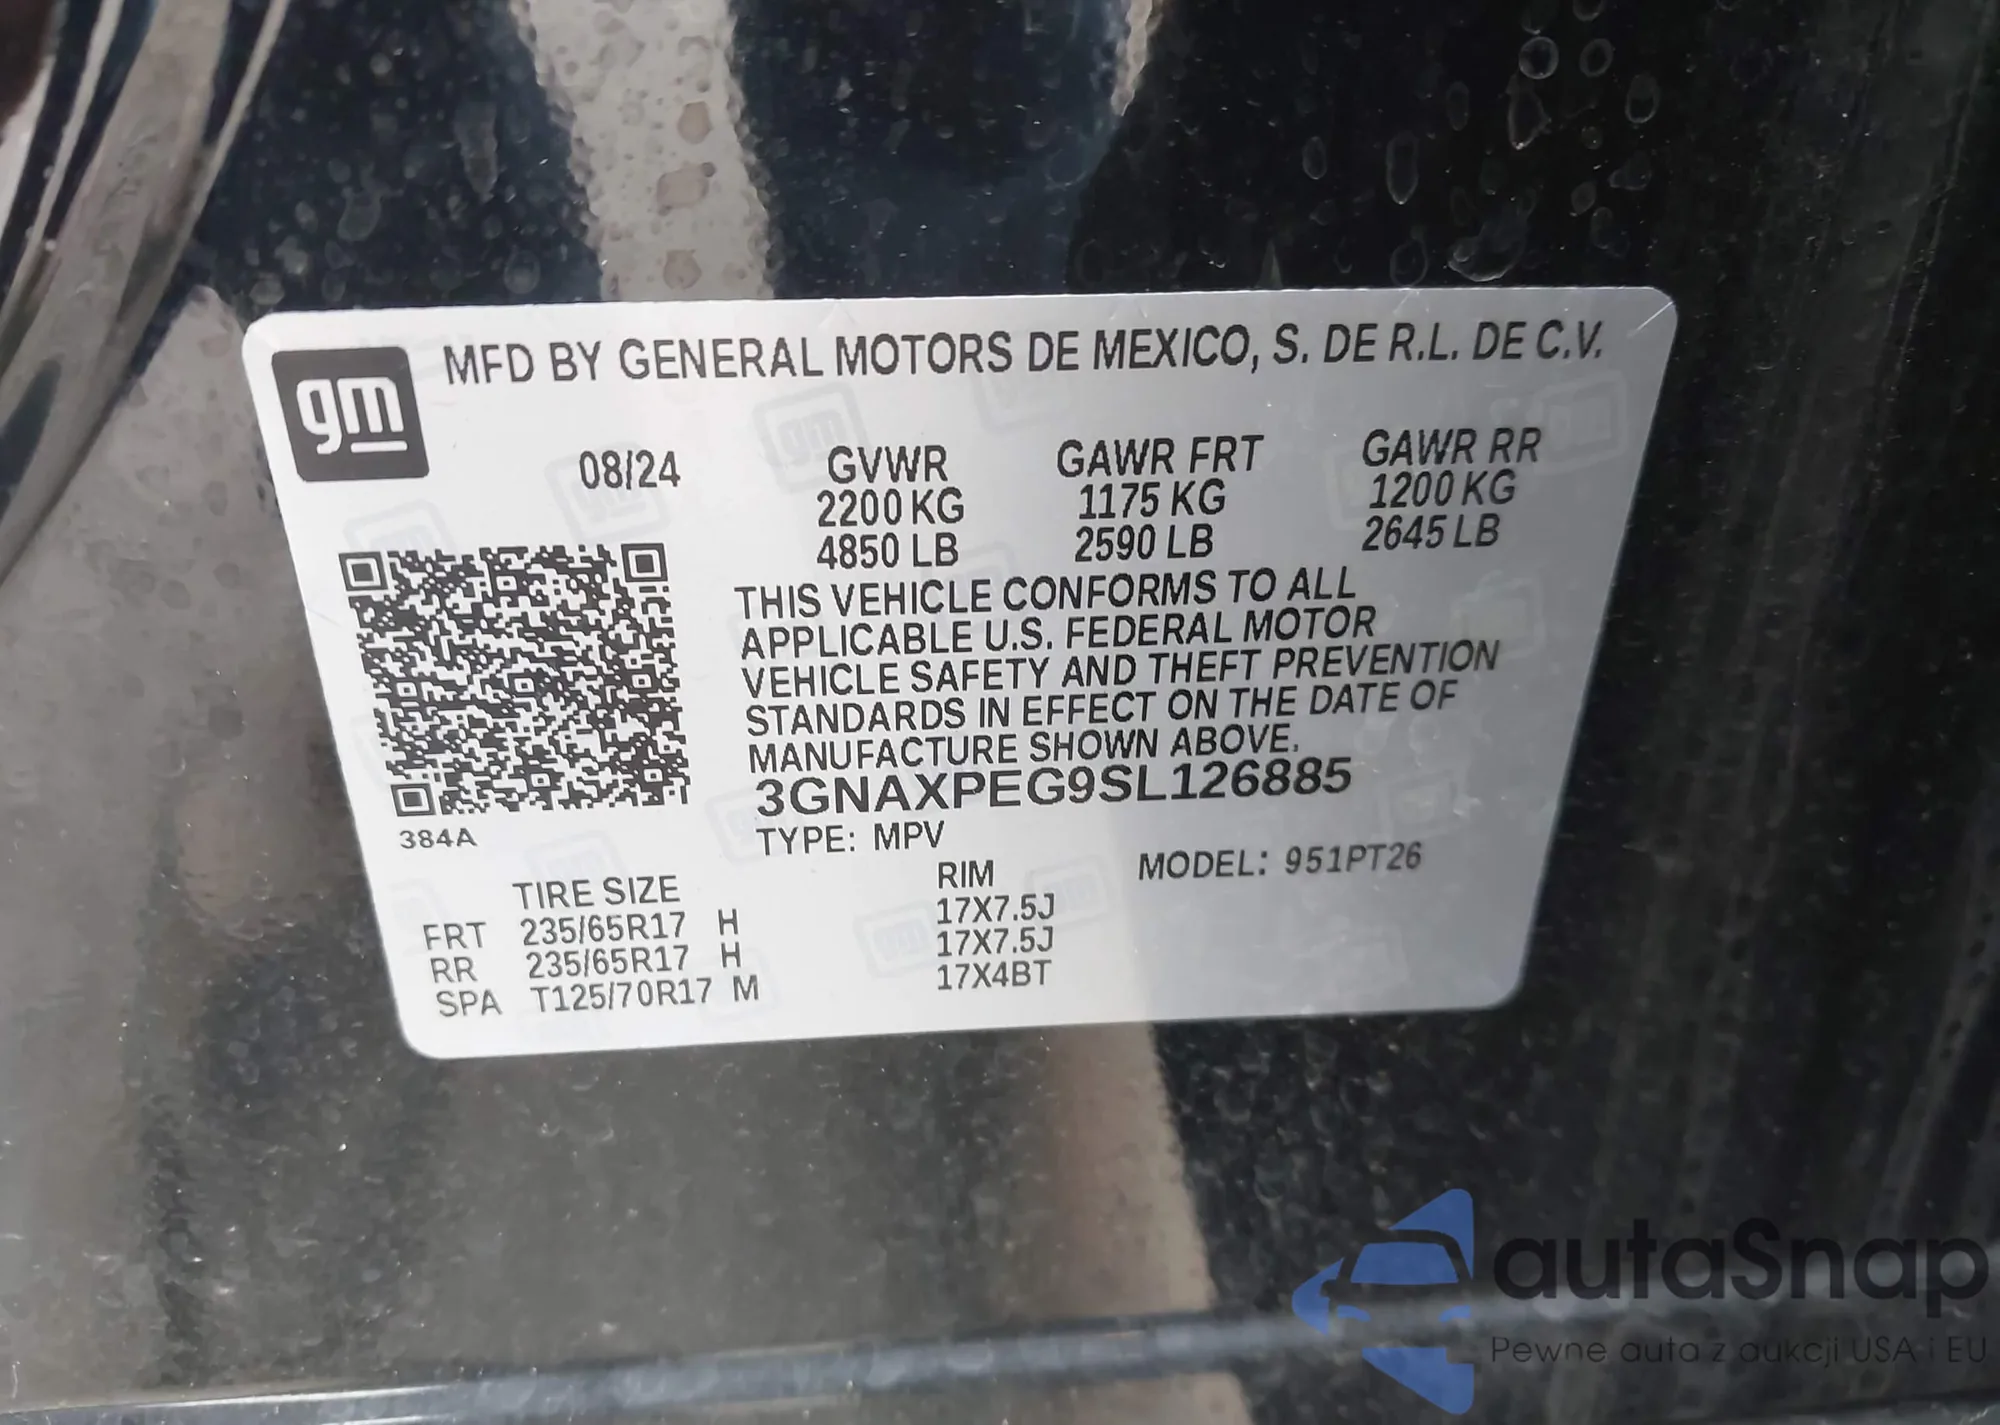 gm
MFD BY GENERAL MOTORS DE MEXICO, S. DE R.L. DE C.V.
08/24 GVWR GAWR FRT GAWR RR
2200 KG 1175 KG 1200 KG
4850 LB 2590 LB 2645 LB
THIS VEHICLE CONFORMS TO ALL
APPLICABLE U.S. FEDERAL MOTOR
VEHICLE SAFETY AND THEFT PREVENTION
STANDARDS IN EFFECT ON THE DATE OF
MANUFACTURE SHOWN ABOVE.
3GNAXPEG9SL126885
384A
TYPE: MPV MODEL: 951PT26
TIRE SIZE RIM
FRT 235/65R17 H 17X7.5J
RR 235/65R17 H 17X7.5J
SPA T125/70R17 M 17X4BT
autaSnap
Pewne auta z aukcji USA i EU